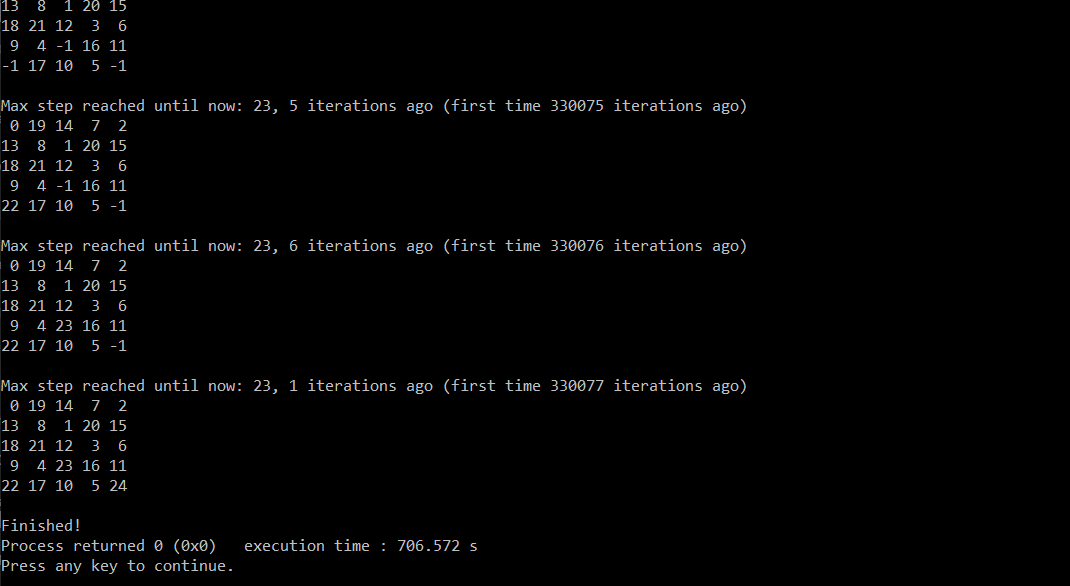 13  8  1 20 15
18 21 12  3  6
 9  4 -1 16 11
-1 17 10  5 -1
Max step reached until now: 23, 5 iterations ago (first time 330075 iterations ago)
 0 19 14  7  2
13  8  1 20 15
18 21 12  3  6
 9  4 -1 16 11
22 17 10  5 -1
Max step reached until now: 23, 6 iterations ago (first time 330076 iterations ago)
 0 19 14  7  2
13  8  1 20 15
18 21 12  3  6
 9  4 23 16 11
22 17 10  5 -1
Max step reached until now: 23, 1 iterations ago (first time 330077 iterations ago)
 0 19 14  7  2
13  8  1 20 15
18 21 12  3  6
 9  4 23 16 11
22 17 10  5 24
Finished!
Process returned 0 (0x0)   execution time : 706.572 s
Press any key to continue.